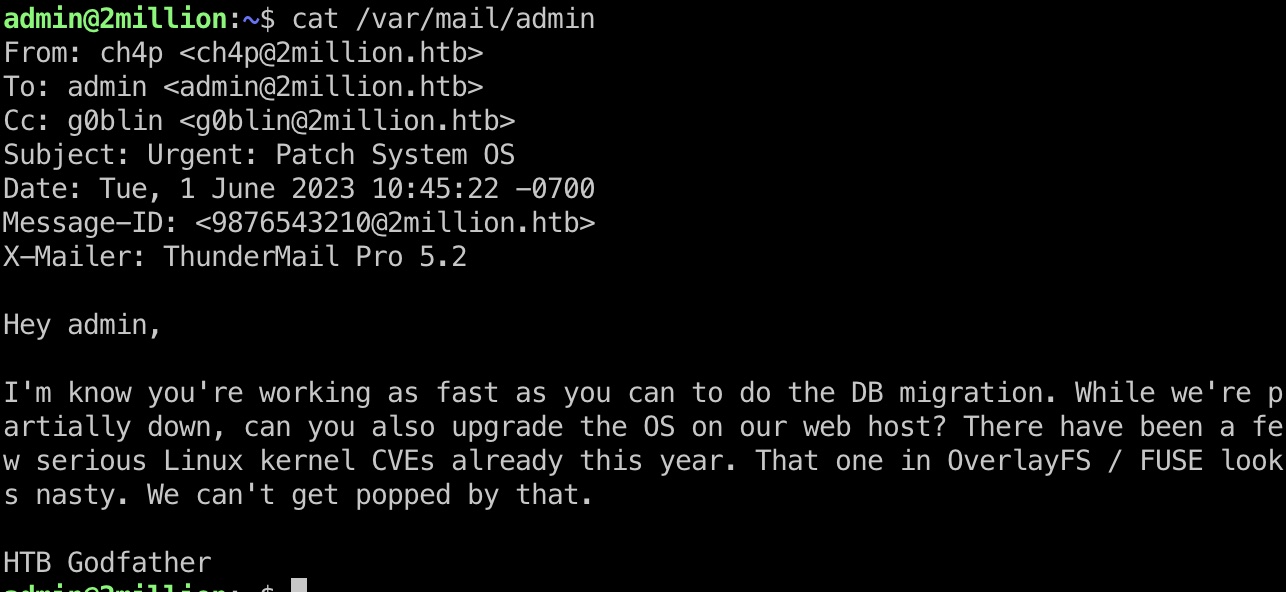 admin@2million:~$ cat /var/mail/admin
From: ch4p <ch4p@2million.htb>
To: admin <admin@2million.htb>
Cc: g0blin <g0blin@2million.htb>
Subject: Urgent: Patch System OS
Date: Tue, 1 June 2023 10:45:22 -0700
Message-ID: <9876543210@2million.htb>
X-Mailer: ThunderMail Pro 5.2

Hey admin,

I'm know you're working as fast as you can to do the DB migration. While we're p
artially down, can you also upgrade the OS on our web host? There have been a fe
w serious Linux kernel CVEs already this year. That one in OverlayFS / FUSE look
s nasty. We can't get popped by that.

HTB Godfather
admin@2million:~$